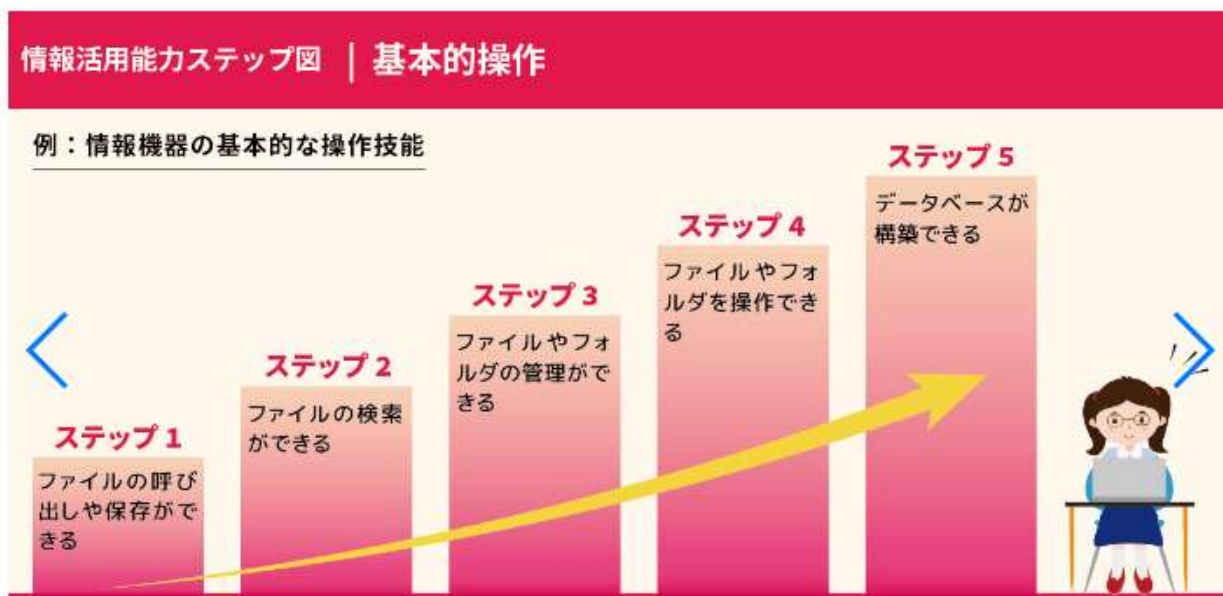 情報活用能力ステップ図 | 基本的操作
例：情報機器の基本的な操作技能
ステップ 1
ファイルの呼び
出しや保存がで
きる
ステップ 2
ファイルの検索
ができる
ステップ 3
ファイルやフォ
ルダの管理がで
きる
ステップ 4
ファイルやフォ
ルダを操作でき
る
ステップ 5
データベースが
構築できる